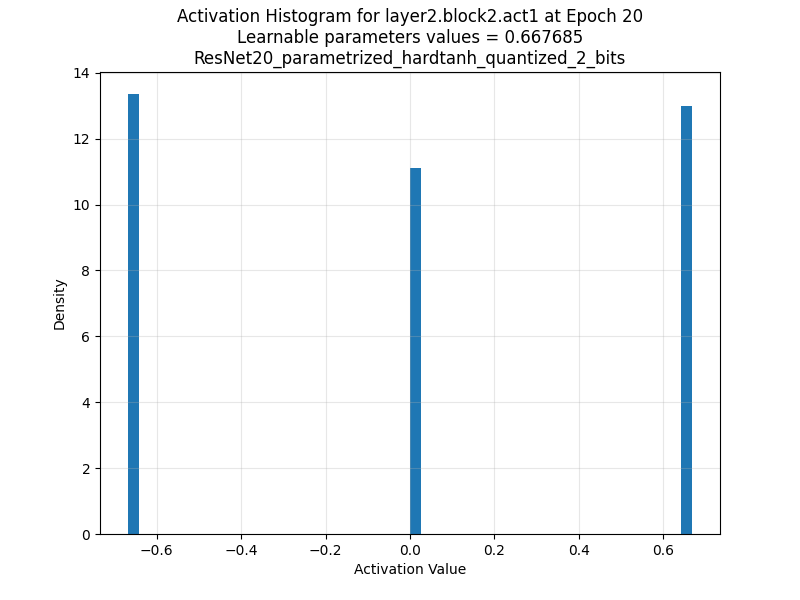 Activation Histogram for layer2.block2.act1 at Epoch 20
Learnable parameters values = 0.667685
ResNet20_parametrized_hardtanh_quantized_2_bits
14
12
10
8
6
4
2
0
Density
−0.6 −0.4 −0.2 0.0 0.2 0.4 0.6
Activation Value